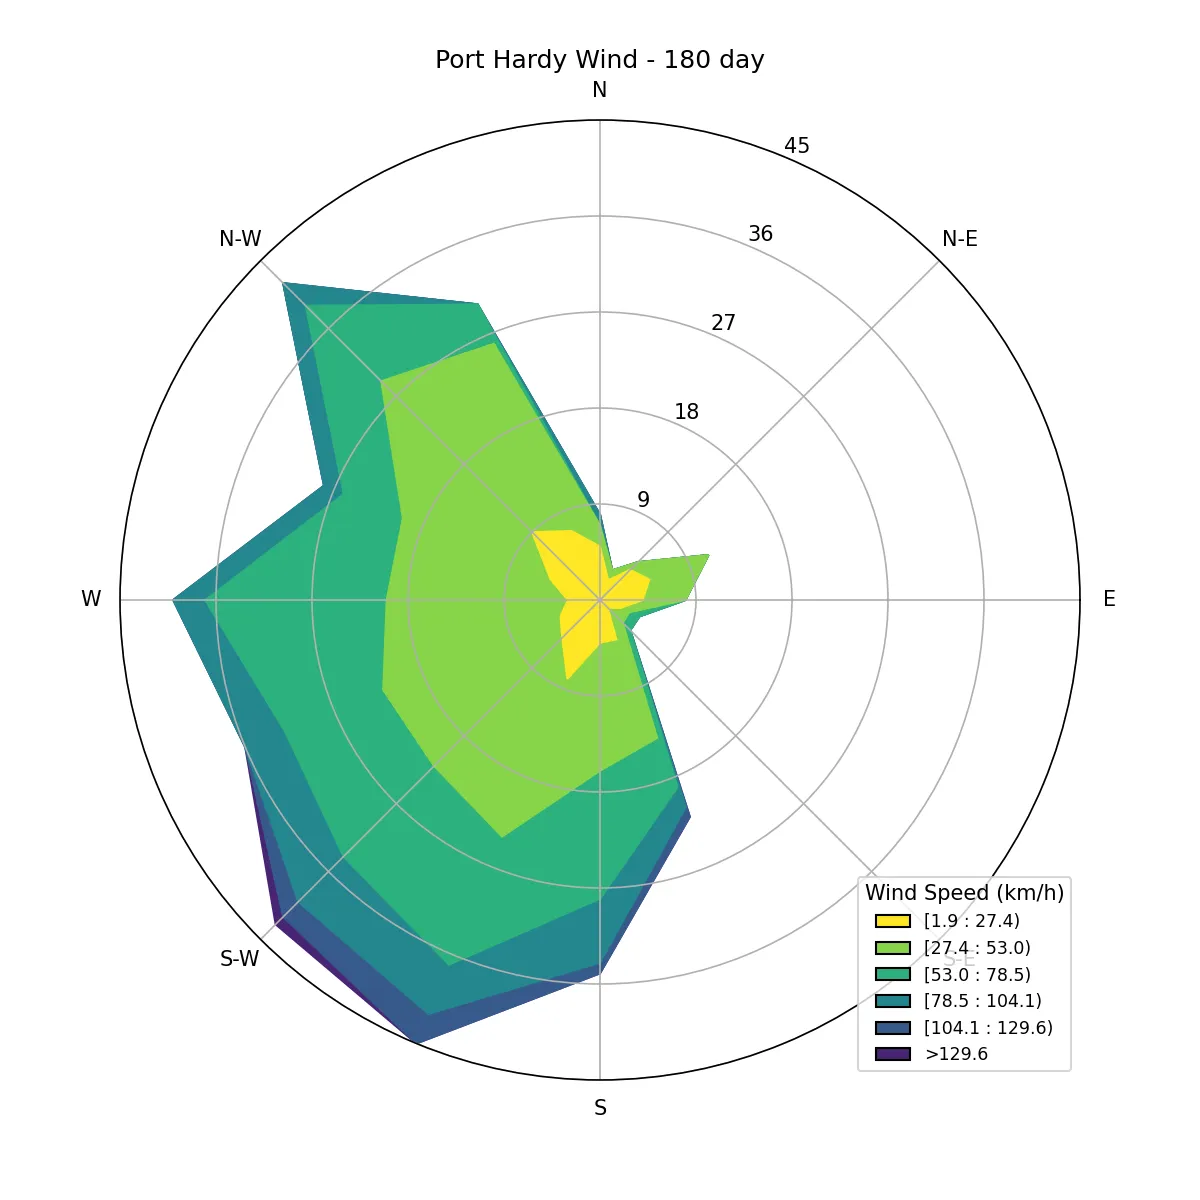 Port Hardy Wind - 180 day
N
45
N-W
N-E
36
27
18
9
W
E
S-W
S-E
S
Wind Speed (km/h)
[1.9 : 27.4)
[27.4 : 53.0)
[53.0 : 78.5)
[78.5 : 104.1)
[104.1 : 129.6)
>129.6